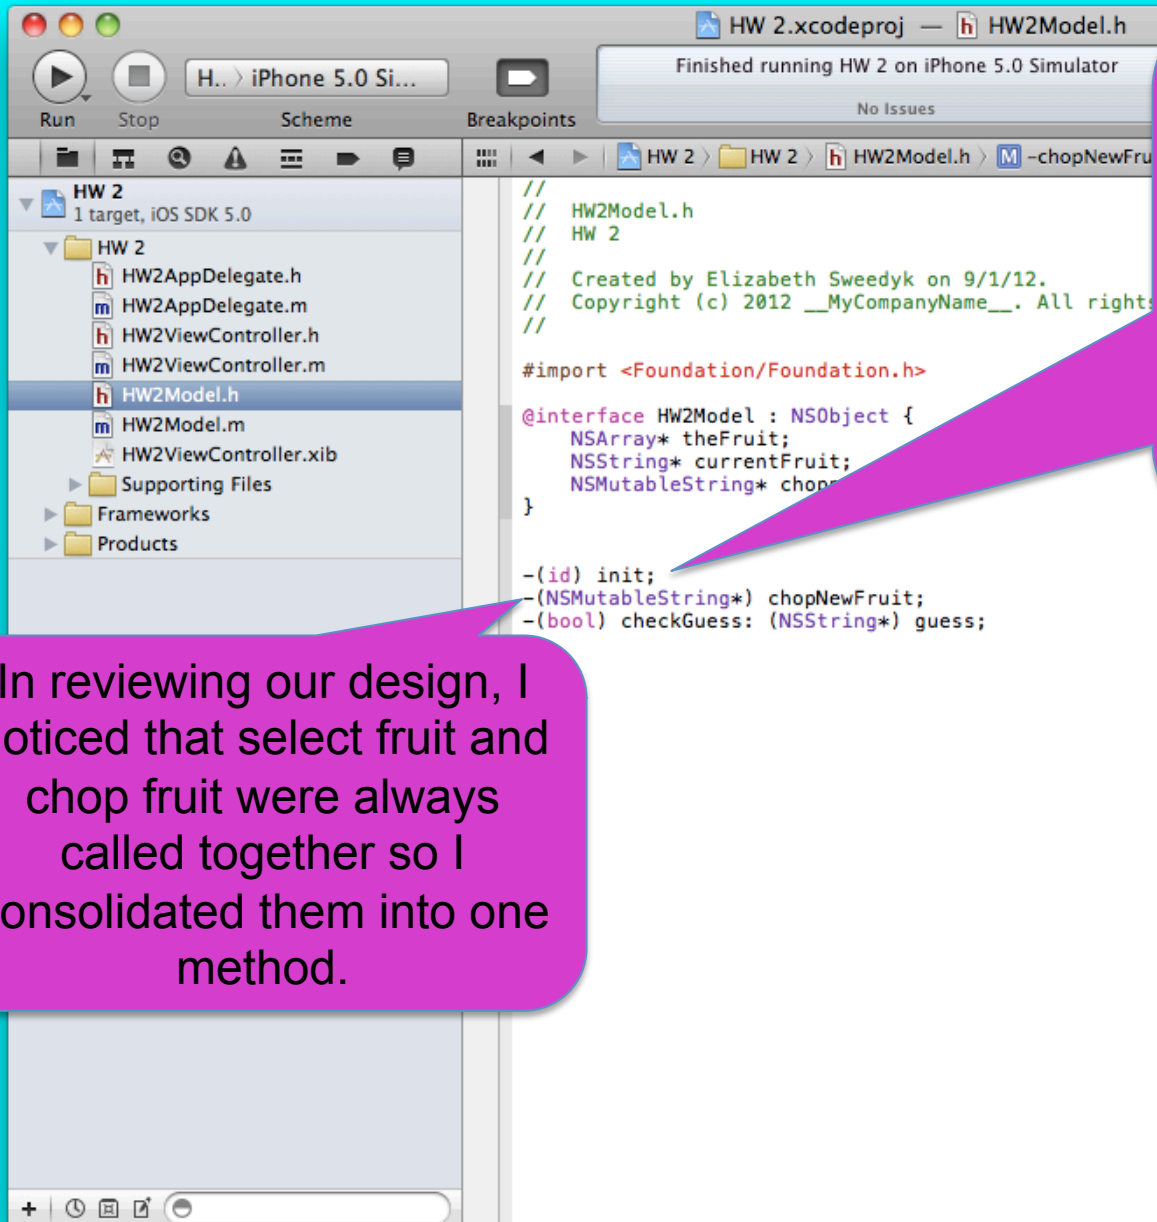 HW 2.xcodeproj — h HW2Model.h
H.. 〉 iPhone 5.0 Si...
Finished running HW 2 on iPhone 5.0 Simulator
No Issues
Run Stop Scheme Breakpoints
HW 2 〉 HW 2 〉 h HW2Model.h 〉 M -chopNewFru
HW 2
1 target, iOS SDK 5.0
HW 2
h HW2AppDelegate.h
m HW2AppDelegate.m
h HW2ViewController.h
m HW2ViewController.m
h HW2Model.h
m HW2Model.m
HW2ViewController.xib
Supporting Files
Frameworks
Products
//
// HW2Model.h
// HW 2
//
// Created by Elizabeth Sweedyk on 9/1/12.
// Copyright (c) 2012 __MyCompanyName__. All rights
//
#import <Foundation/Foundation.h>
@interface HW2Model : NSObject {
NSArray* theFruit;
NSString* currentFruit;
NSMutableString* chopp
}
-(id) init;
-(NSMutableString*) chopNewFruit;
-(bool) checkGuess: (NSString*) guess;
In reviewing our design, I
oticed that select fruit and
chop fruit were always
called together so I
onsolidated them into one
method.